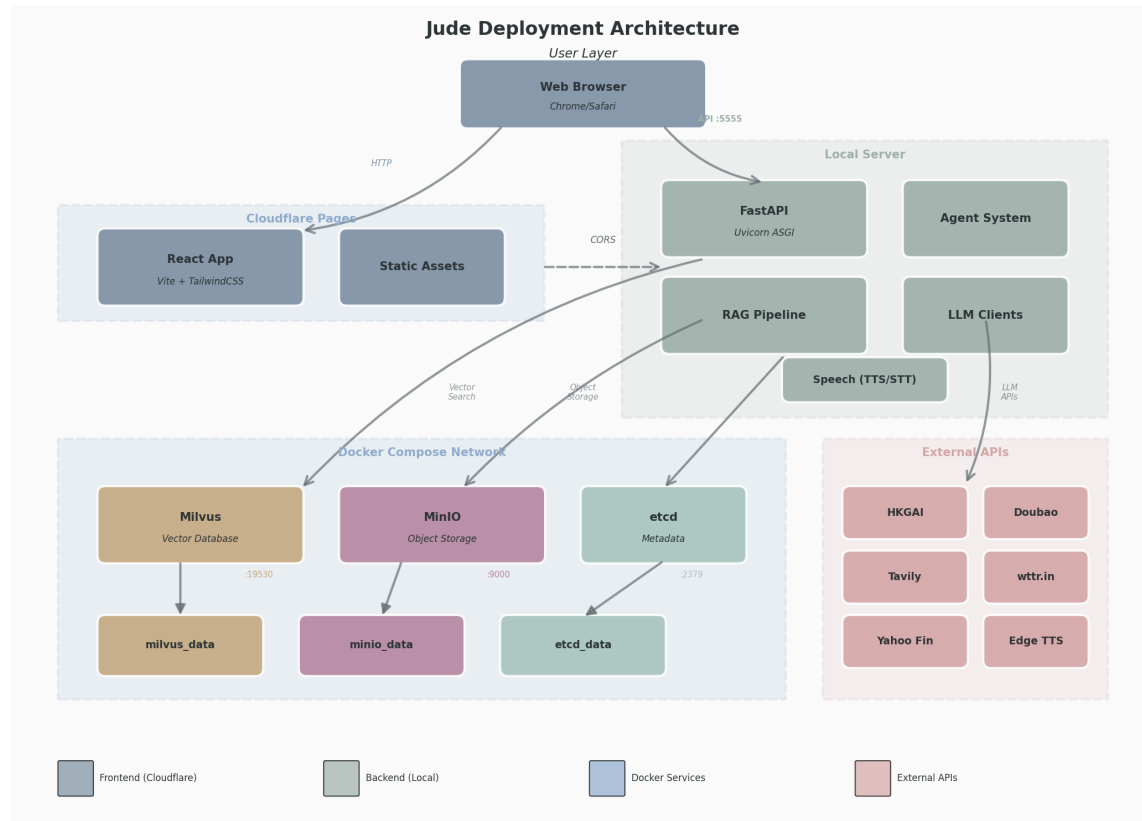 Jude Deployment Architecture
User Layer
Web Browser
Chrome/Safari
API :5555
HTTP
Local Server
Cloudflare Pages
FastAPI
Uvicorn ASGI
Agent System
React App
Vite + TailwindCSS
Static Assets
CORS
RAG Pipeline
LLM Clients
Speech (TTS/STT)
Vector
Search
Object
Storage
LLM
APIs
Docker Compose Network
External APIs
Milvus
Vector Database
MinIO
Object Storage
etcd
Metadata
HKGAI
Doubao
:19530
:9000
:2379
Tavily
wttr.in
milvus_data
minio_data
etcd_data
Yahoo Fin
Edge TTS
Frontend (Cloudflare)
Backend (Local)
Docker Services
External APIs